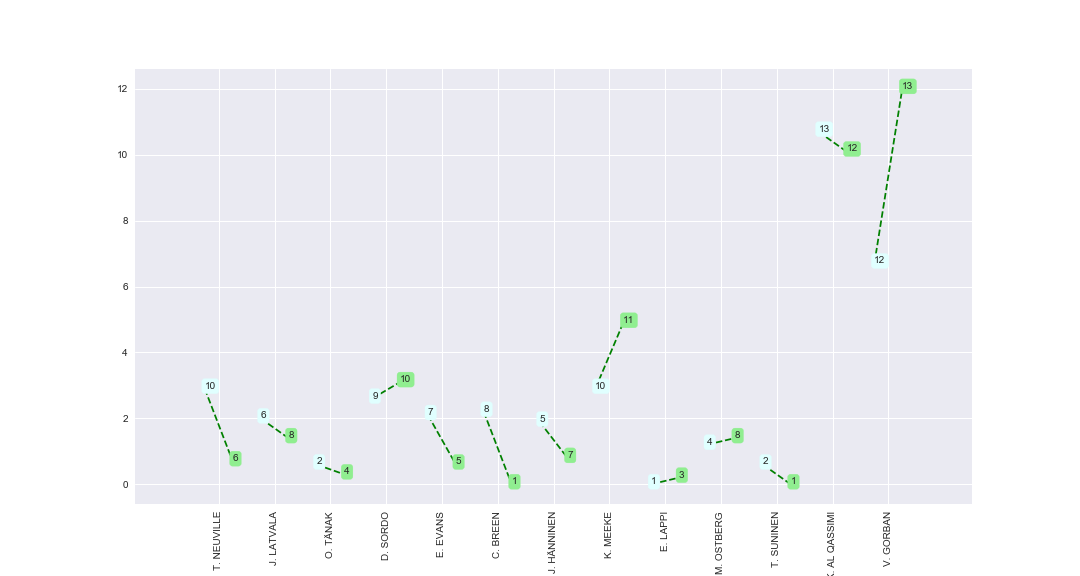 12
10
8
6
4
2
0
10
6
6
8
2
4
9
10
7
5
8
1
5
7
10
11
1
3
4
8
2
1
13
12
12
13
T. NEUVILLE
J. LATVALA
O. TÄNAK
D. SORDO
E. EVANS
C. BREEN
J. HÄNNINEN
K. MEEKE
E. LAPPI
M. OSTBERG
T. SUNINEN
K. AL QASSIMI
V. GORBAN